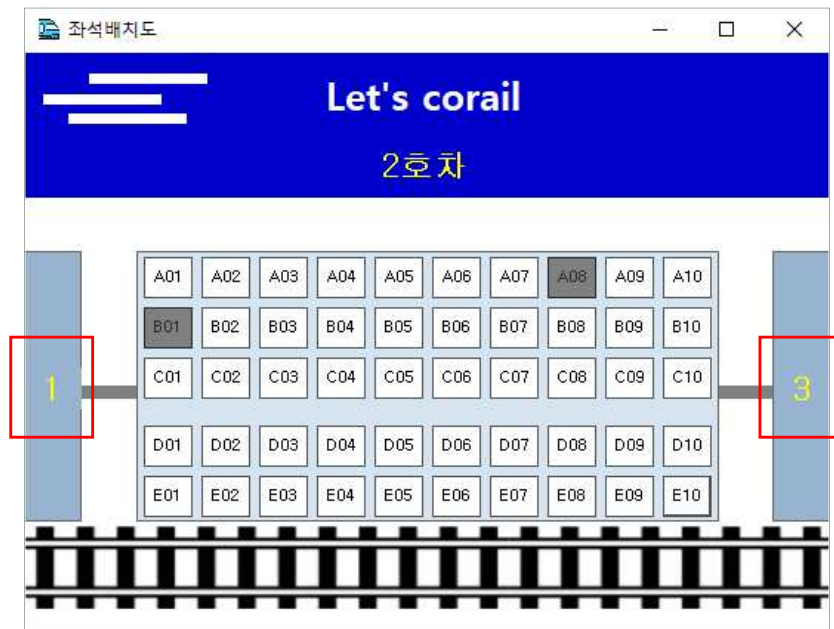 좌석배치도
Let's corail
2호차
A01 A02 A03 A04 A05 A06 A07 A08 A09 A10
B01 B02 B03 B04 B05 B06 B07 B08 B09 B10
C01 C02 C03 C04 C05 C06 C07 C08 C09 C10
1 3
D01 D02 D03 D04 D05 D06 D07 D08 D09 D10
E01 E02 E03 E04 E05 E06 E07 E08 E09 E10